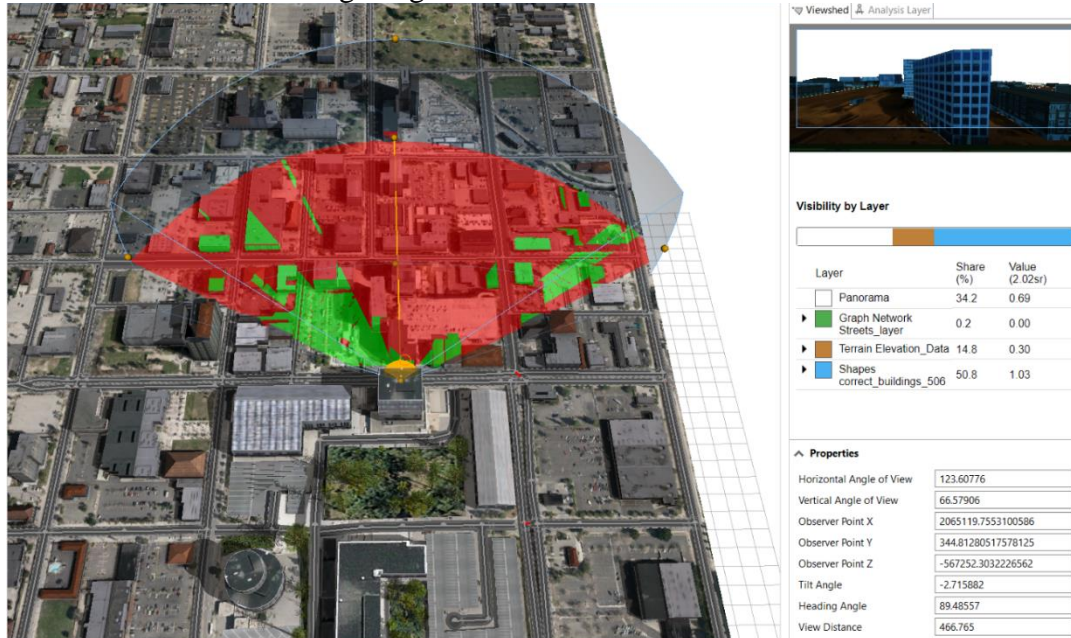 Viewshed Analysis Layer
Visibility by Layer
Layer Share (%) Value (2.02sr)
Panorama 34.2 0.69
Graph Network Streets_layer 0.2 0.00
Terrain Elevation_Data 14.8 0.30
Shapes correct_buildings_506 50.8 1.03
Properties
Horizontal Angle of View 123.60776
Vertical Angle of View 66.57906
Observer Point X 2065119.7553100586
Observer Point Y 344.81280517578125
Observer Point Z -567252.3032226562
Tilt Angle -2.715882
Heading Angle 89.48557
View Distance 466.765